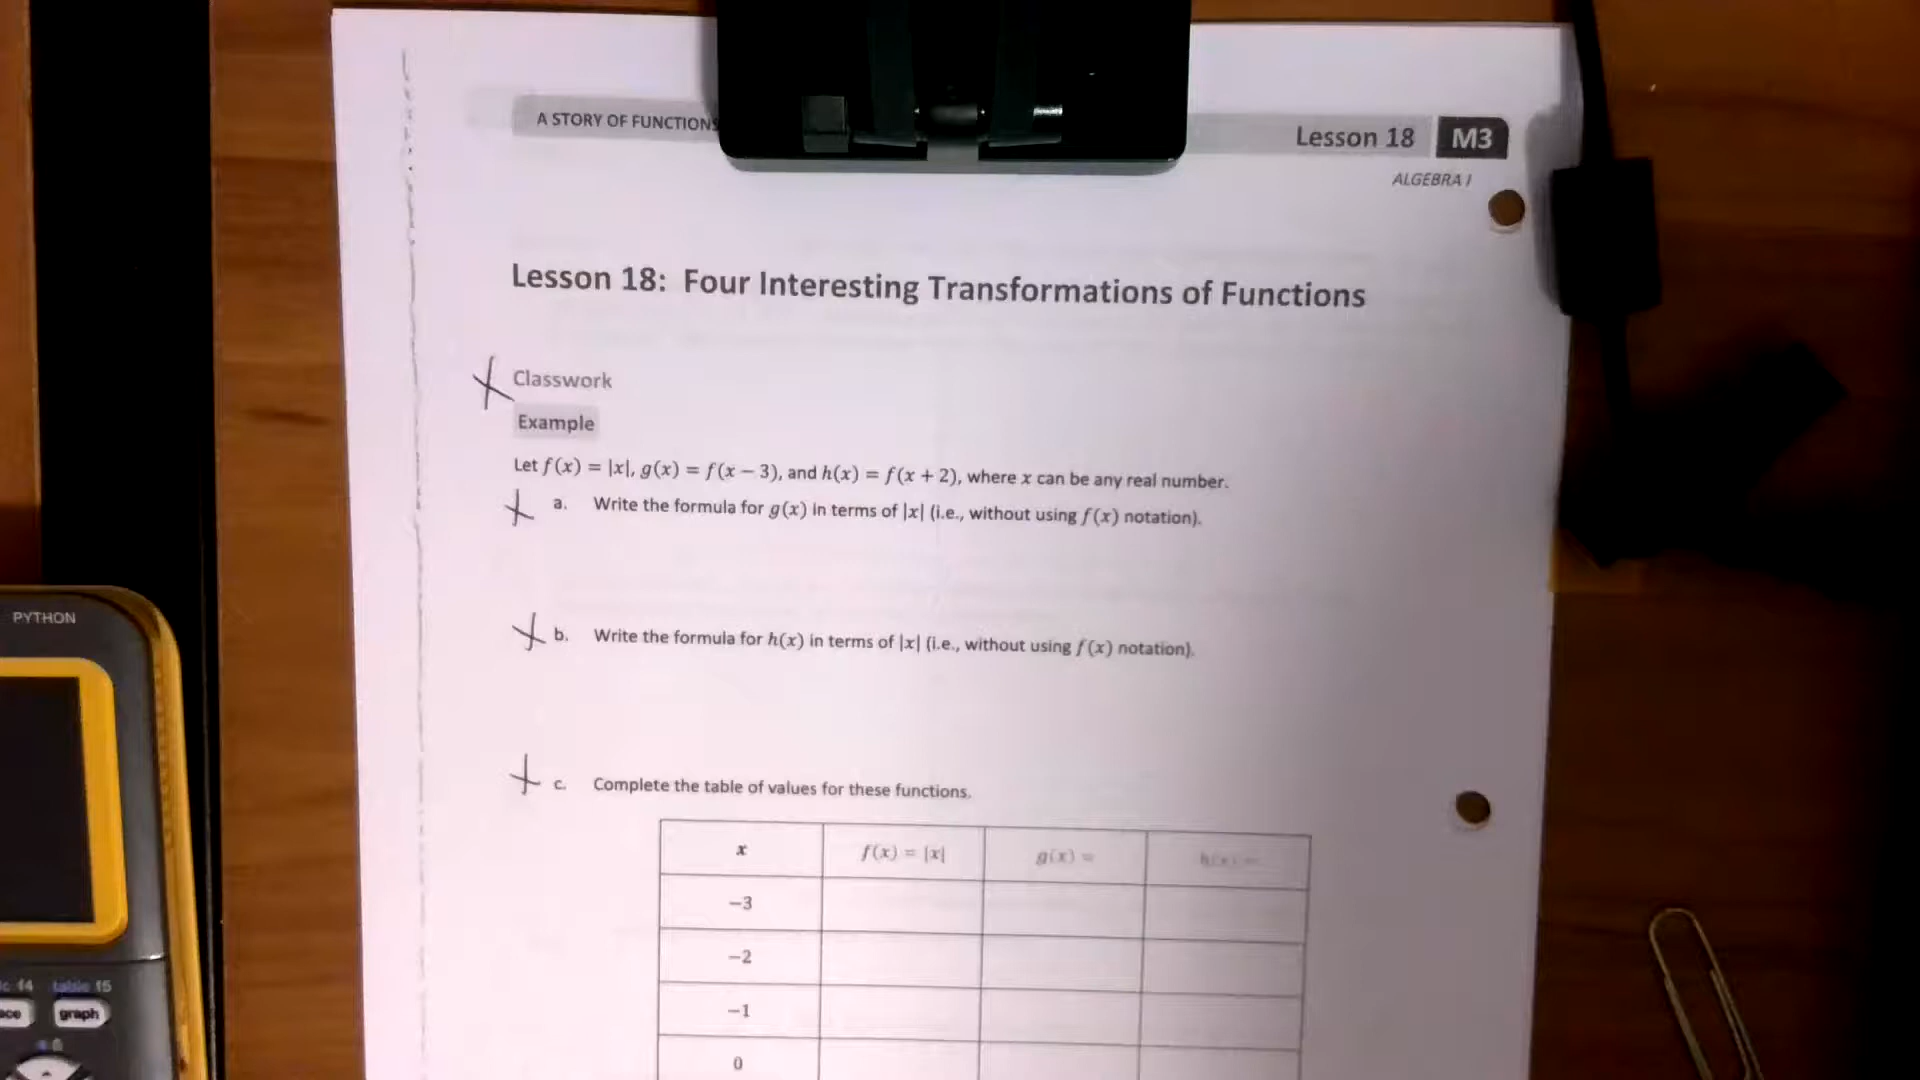 A STORY OF FUNCTIONS
Lesson 18 M3
ALGEBRA I
Lesson 18: Four Interesting Transformations of Functions
Classwork
Example
Let f(x) = |x|, g(x) = f(x − 3), and h(x) = f(x + 2), where x can be any real number.
a. Write the formula for g(x) in terms of |x| (i.e., without using f(x) notation).
b. Write the formula for h(x) in terms of |x| (i.e., without using f(x) notation).
c. Complete the table of values for these functions.
x f(x) = |x| g(x) = h(x) =
−3
−2
−1
0
PYTHON
f4 table f5
graph